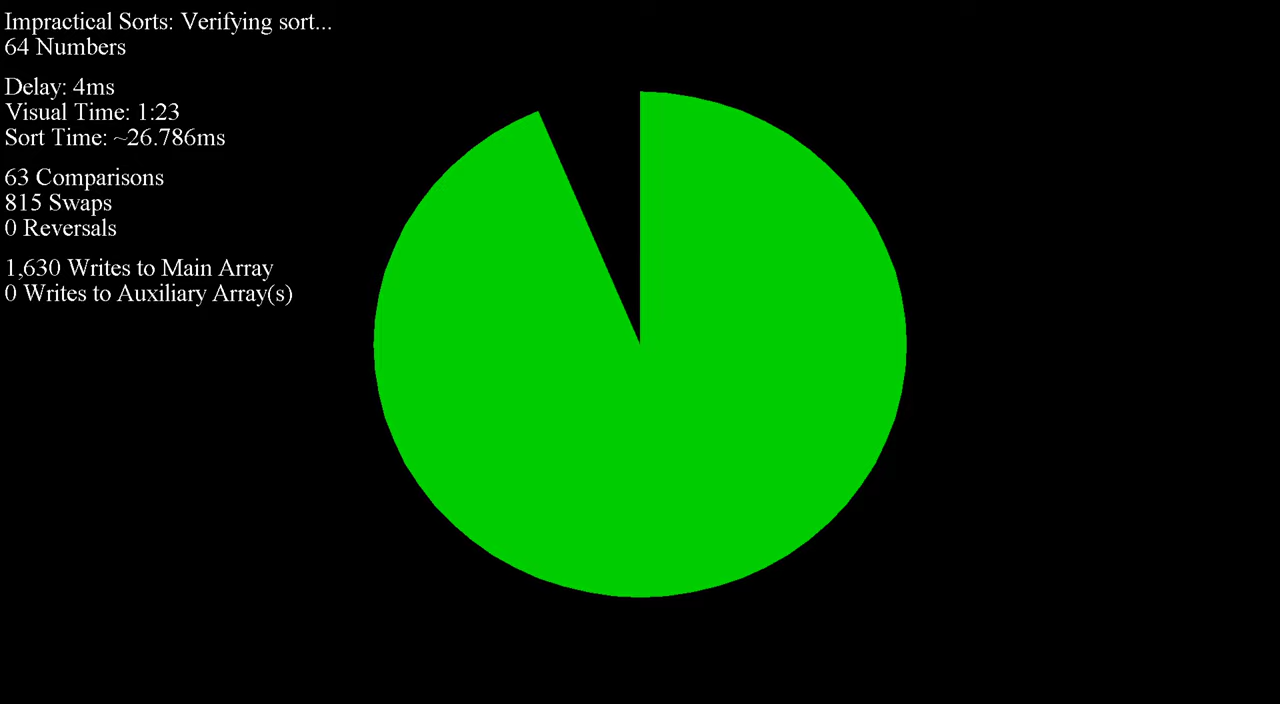 Impractical Sorts: Verifying sort...
64 Numbers
Delay: 4ms
Visual Time: 1:23
Sort Time: ~26.786ms
63 Comparisons
815 Swaps
0 Reversals
1,630 Writes to Main Array
0 Writes to Auxiliary Array(s)